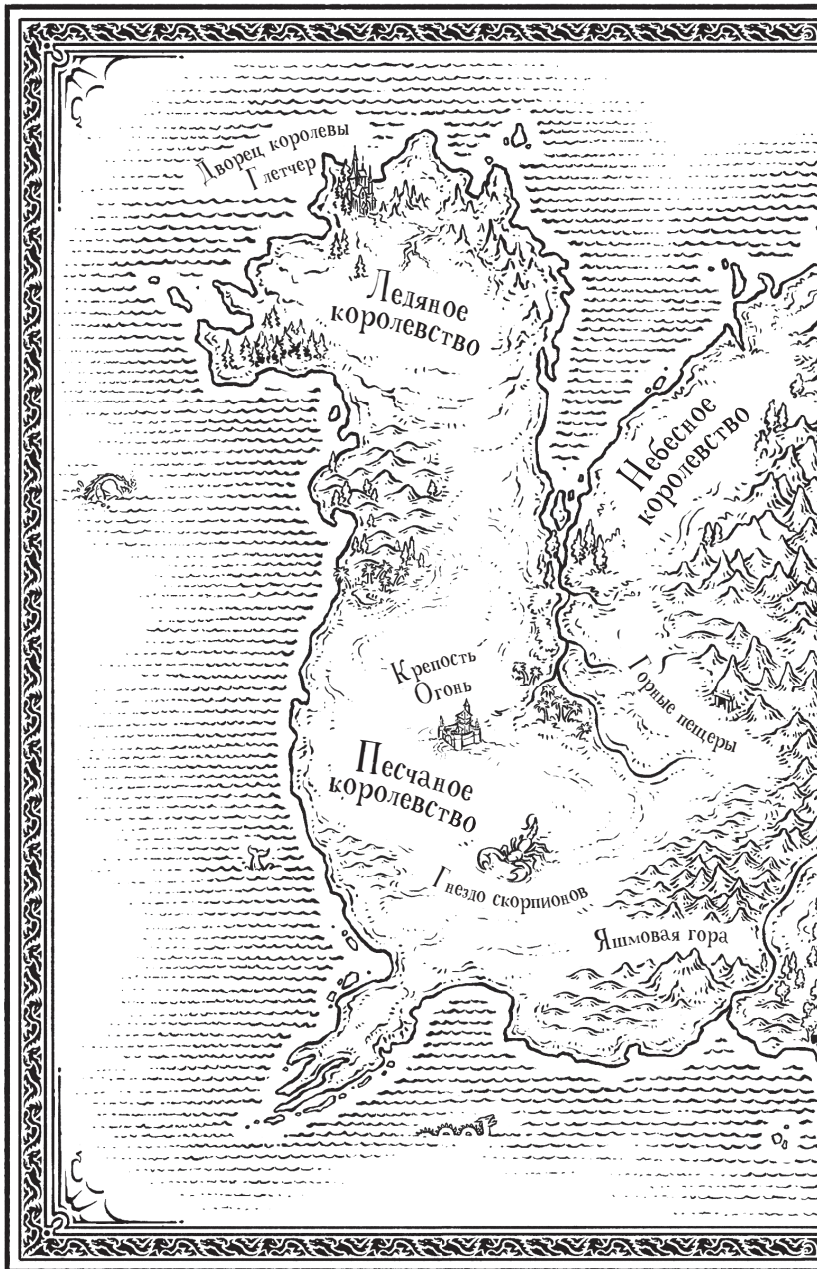 Дворец королевы
Глетчер
Ледяное
королевство
Небесное
королевство
Крепость
Огонь
Горные пещеры
Песчаное
королевство
Гнездо скорпионов
Яшмовая гора